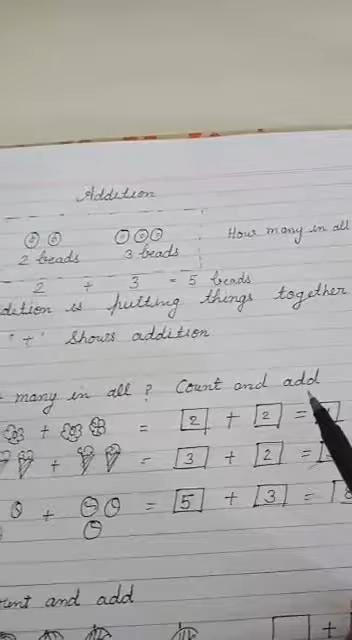 Addition
2 beads 3 beads How many in all
2 + 3 = 5 beads
dition is putting things together
"+" Shows addition
many in all ? Count and add
+ = 2 + 2 =
+ = 3 + 2 =
+ = 5 + 3 = 8
unt and add
+